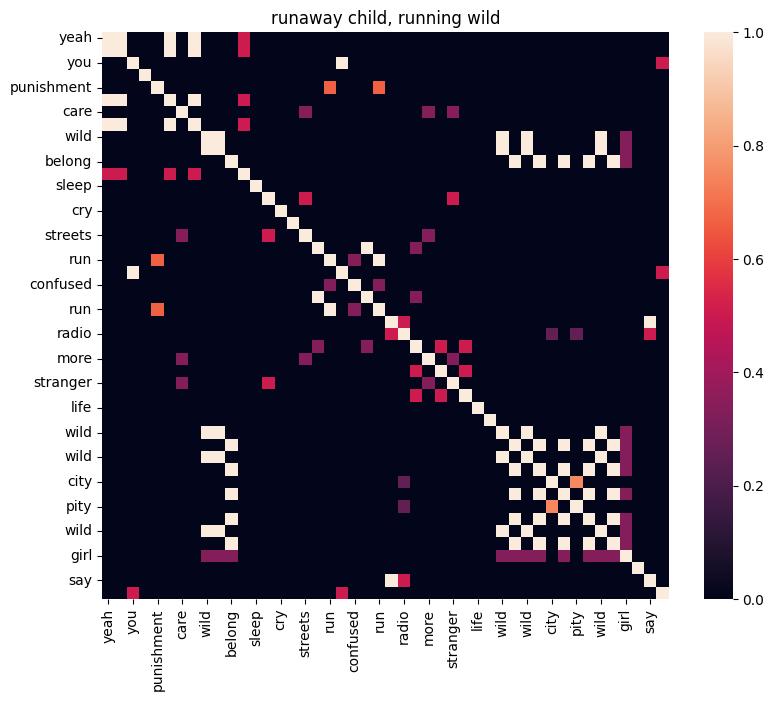 runaway child, running wild
yeah
you
punishment
care
wild
belong
sleep
cry
streets
run
confused
run
radio
more
stranger
life
wild
wild
city
pity
wild
girl
say
1.0
0.8
0.6
0.4
0.2
0.0
yeah
you
punishment
care
wild
belong
sleep
cry
streets
run
confused
run
radio
more
stranger
life
wild
wild
city
pity
wild
girl
say